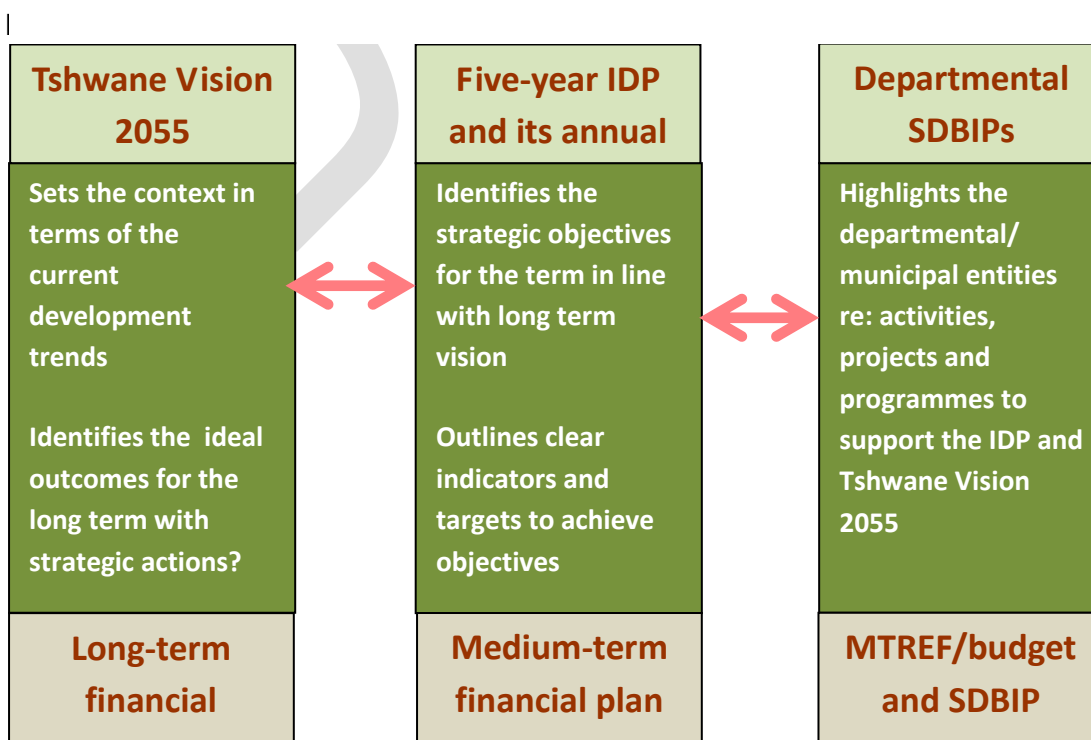 Tshwane Vision
2055
Sets the context in
terms of the
current
development
trends
Identifies the ideal
outcomes for the
long term with
strategic actions?
Long-term
financial
Five-year IDP
and its annual
Identifies the
strategic objectives
for the term in line
with long term
vision
Outlines clear
indicators and
targets to achieve
objectives
Medium-term
financial plan
Departmental
SDBIPs
Highlights the
departmental/
municipal entities
re: activities,
projects and
programmes to
support the IDP and
Tshwane Vision
2055
MTREF/budget
and SDBIP